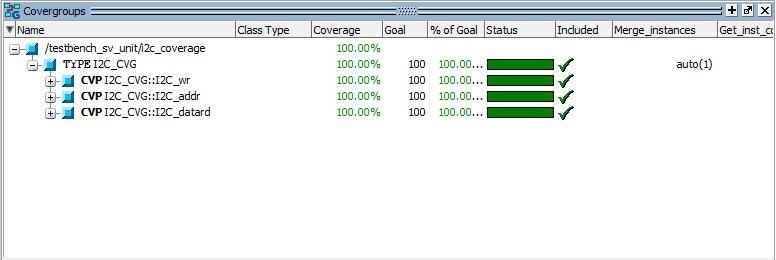 Covergroups
Name Class Type Coverage Goal % of Goal Status Included Merge_instances Get_inst_co
/testbench_sv_unit/i2c_coverage 100.00%
TYPE I2C_CVG 100.00% 100 100.00... auto(1)
CVP I2C_CVG::I2C_wr 100.00% 100 100.00...
CVP I2C_CVG::I2C_addr 100.00% 100 100.00...
CVP I2C_CVG::I2C_datard 100.00% 100 100.00...